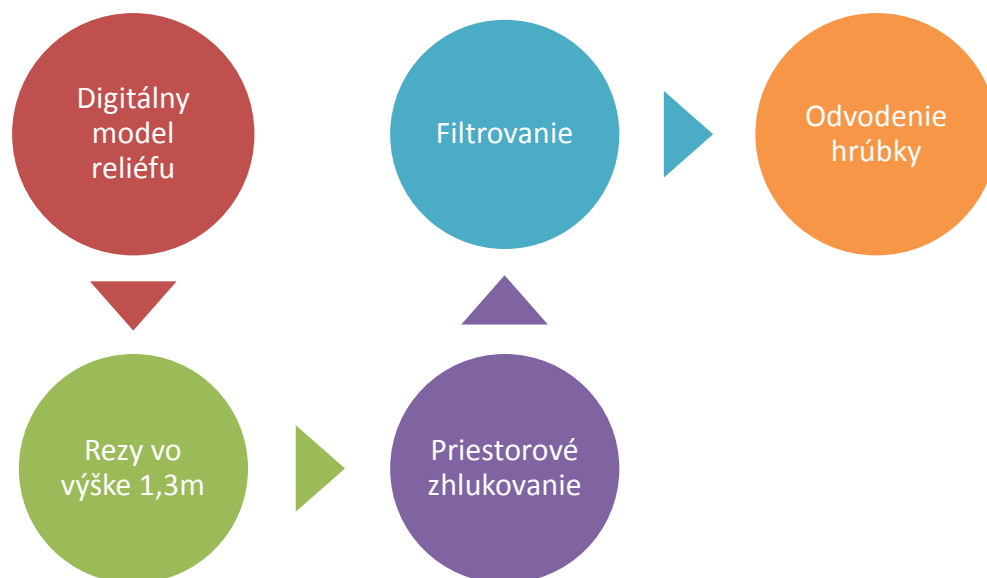 Digitálny
model
reliéfu
Rezy vo
výške 1,3m
Priestorové
zhlukovanie
Filtrovanie
Odvodenie
hrúbky